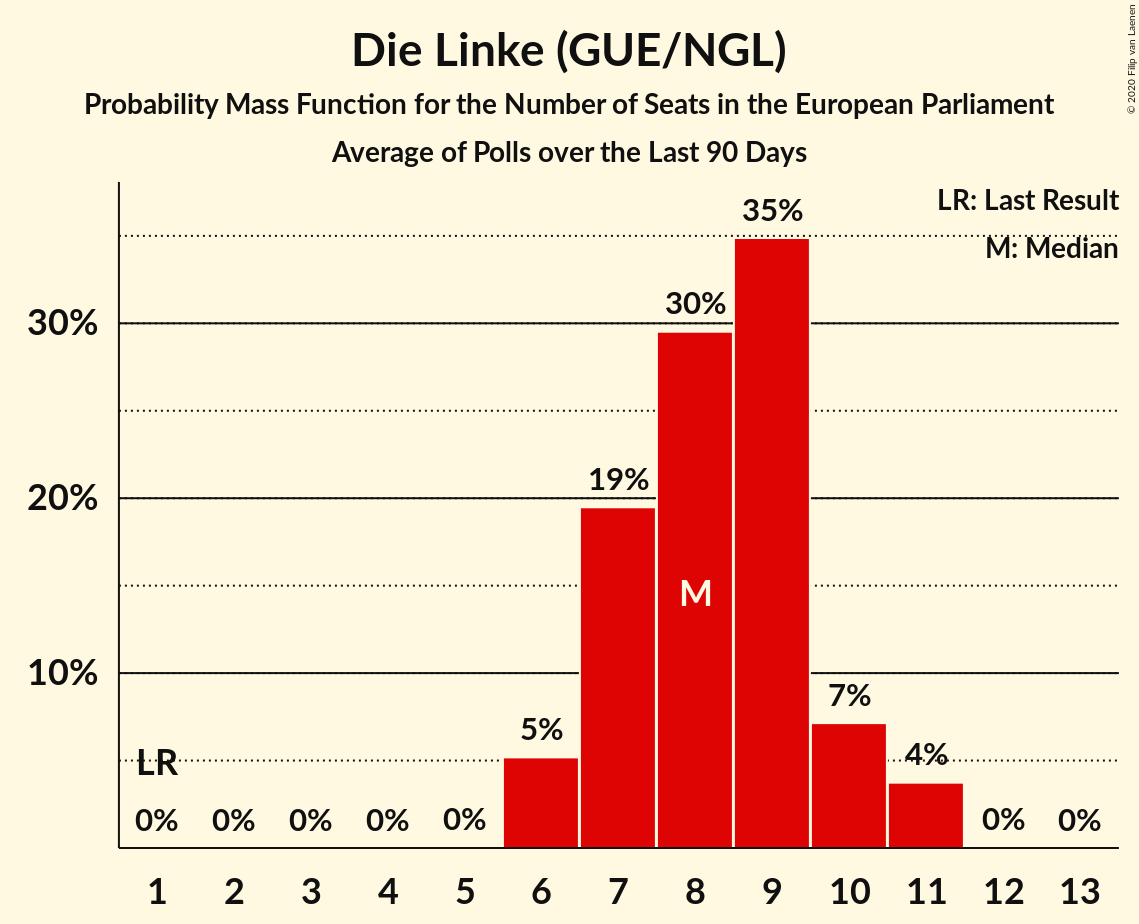 Die Linke (GUE/NGL)
Probability Mass Function for the Number of Seats in the European Parliament
Average of Polls over the Last 90 Days
© 2020 Filip van Laenen
LR: Last Result
M: Median
35%
30%
30%
19%
20%
M
10%
7%
5%
4%
LR
0% 0% 0% 0% 0% 0% 0%
1 2 3 4 5 6 7 8 9 10 11 12 13